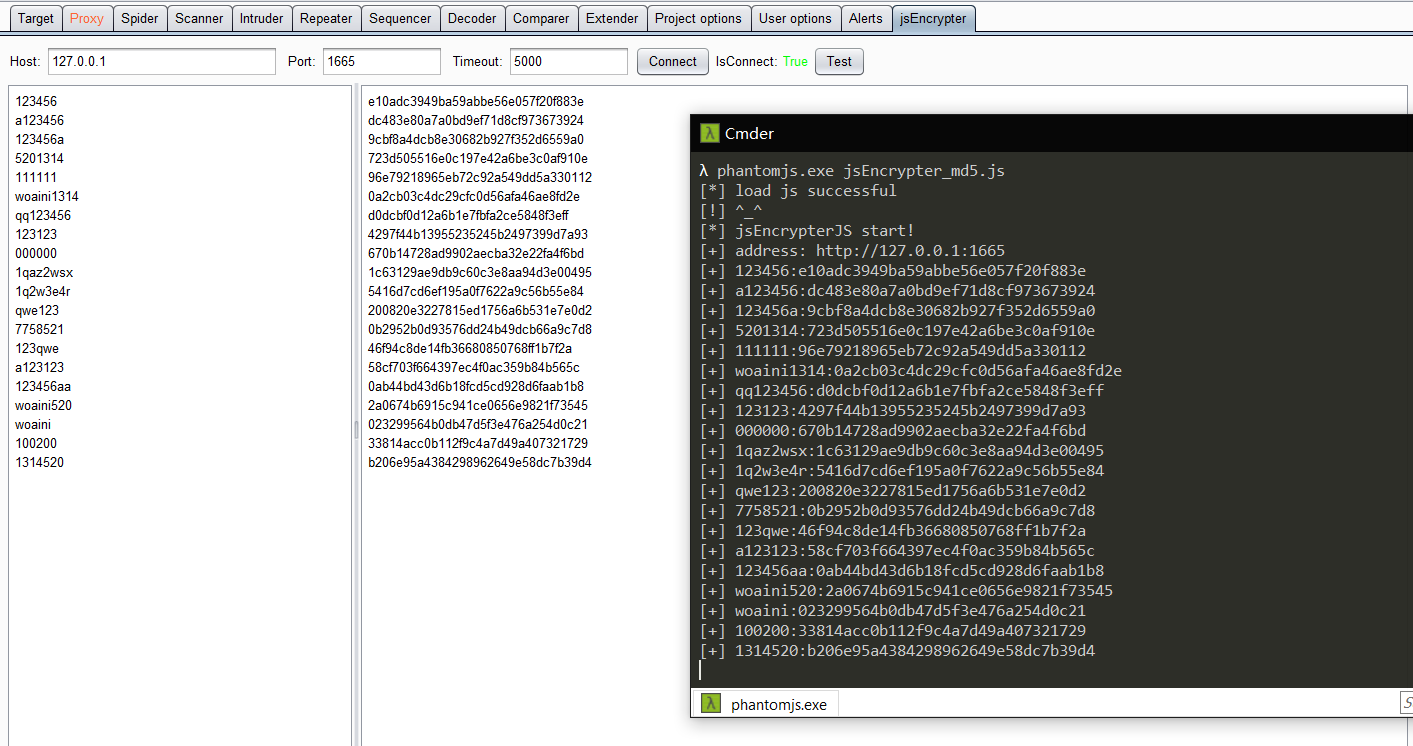 Target Proxy Spider Scanner Intruder Repeater Sequencer Decoder Comparer Extender Project options User options Alerts jsEncrypter
Host: 127.0.0.1 Port: 1665 Timeout: 5000 Connect IsConnect: True Test
123456
a123456
123456a
5201314
111111
woaini1314
qq123456
123123
000000
1qaz2wsx
1q2w3e4r
qwe123
7758521
123qwe
a123123
123456aa
woaini520
woaini
100200
1314520
e10adc3949ba59abbe56e057f20f883e
dc483e80a7a0bd9ef71d8cf973673924
9cbf8a4dcb8e30682b927f352d6559a0
723d505516e0c197e42a6be3c0af910e
96e79218965eb72c92a549dd5a330112
0a2cb03c4dc29cfc0d56afa46ae8fd2e
d0dcbf0d12a6b1e7fbfa2ce5848f3eff
4297f44b13955235245b2497399d7a93
670b14728ad9902aecba32e22fa4f6bd
1c63129ae9db9c60c3e8aa94d3e00495
5416d7cd6ef195a0f7622a9c56b55e84
200820e3227815ed1756a6b531e7e0d2
0b2952b0d93576dd24b49dcb66a9c7d8
46f94c8de14fb36680850768ff1b7f2a
58cf703f664397ec4f0ac359b84b565c
0ab44bd43d6b18fcd5cd928d6faab1b8
2a0674b6915c941ce0656e9821f73545
023299564b0db47d5f3e476a254d0c21
33814acc0b112f9c4a7d49a407321729
b206e95a4384298962649e58dc7b39d4
λ Cmder
λ phantomjs.exe jsEncrypter_md5.js
[*] load js successful
[!] ^_^
[*] jsEncrypterJS start!
[+] address: http://127.0.0.1:1665
[+] 123456:e10adc3949ba59abbe56e057f20f883e
[+] a123456:dc483e80a7a0bd9ef71d8cf973673924
[+] 123456a:9cbf8a4dcb8e30682b927f352d6559a0
[+] 5201314:723d505516e0c197e42a6be3c0af910e
[+] 111111:96e79218965eb72c92a549dd5a330112
[+] woaini1314:0a2cb03c4dc29cfc0d56afa46ae8fd2e
[+] qq123456:d0dcbf0d12a6b1e7fbfa2ce5848f3eff
[+] 123123:4297f44b13955235245b2497399d7a93
[+] 000000:670b14728ad9902aecba32e22fa4f6bd
[+] 1qaz2wsx:1c63129ae9db9c60c3e8aa94d3e00495
[+] 1q2w3e4r:5416d7cd6ef195a0f7622a9c56b55e84
[+] qwe123:200820e3227815ed1756a6b531e7e0d2
[+] 7758521:0b2952b0d93576dd24b49dcb66a9c7d8
[+] 123qwe:46f94c8de14fb36680850768ff1b7f2a
[+] a123123:58cf703f664397ec4f0ac359b84b565c
[+] 123456aa:0ab44bd43d6b18fcd5cd928d6faab1b8
[+] woaini520:2a0674b6915c941ce0656e9821f73545
[+] woaini:023299564b0db47d5f3e476a254d0c21
[+] 100200:33814acc0b112f9c4a7d49a407321729
[+] 1314520:b206e95a4384298962649e58dc7b39d4
λ phantomjs.exe